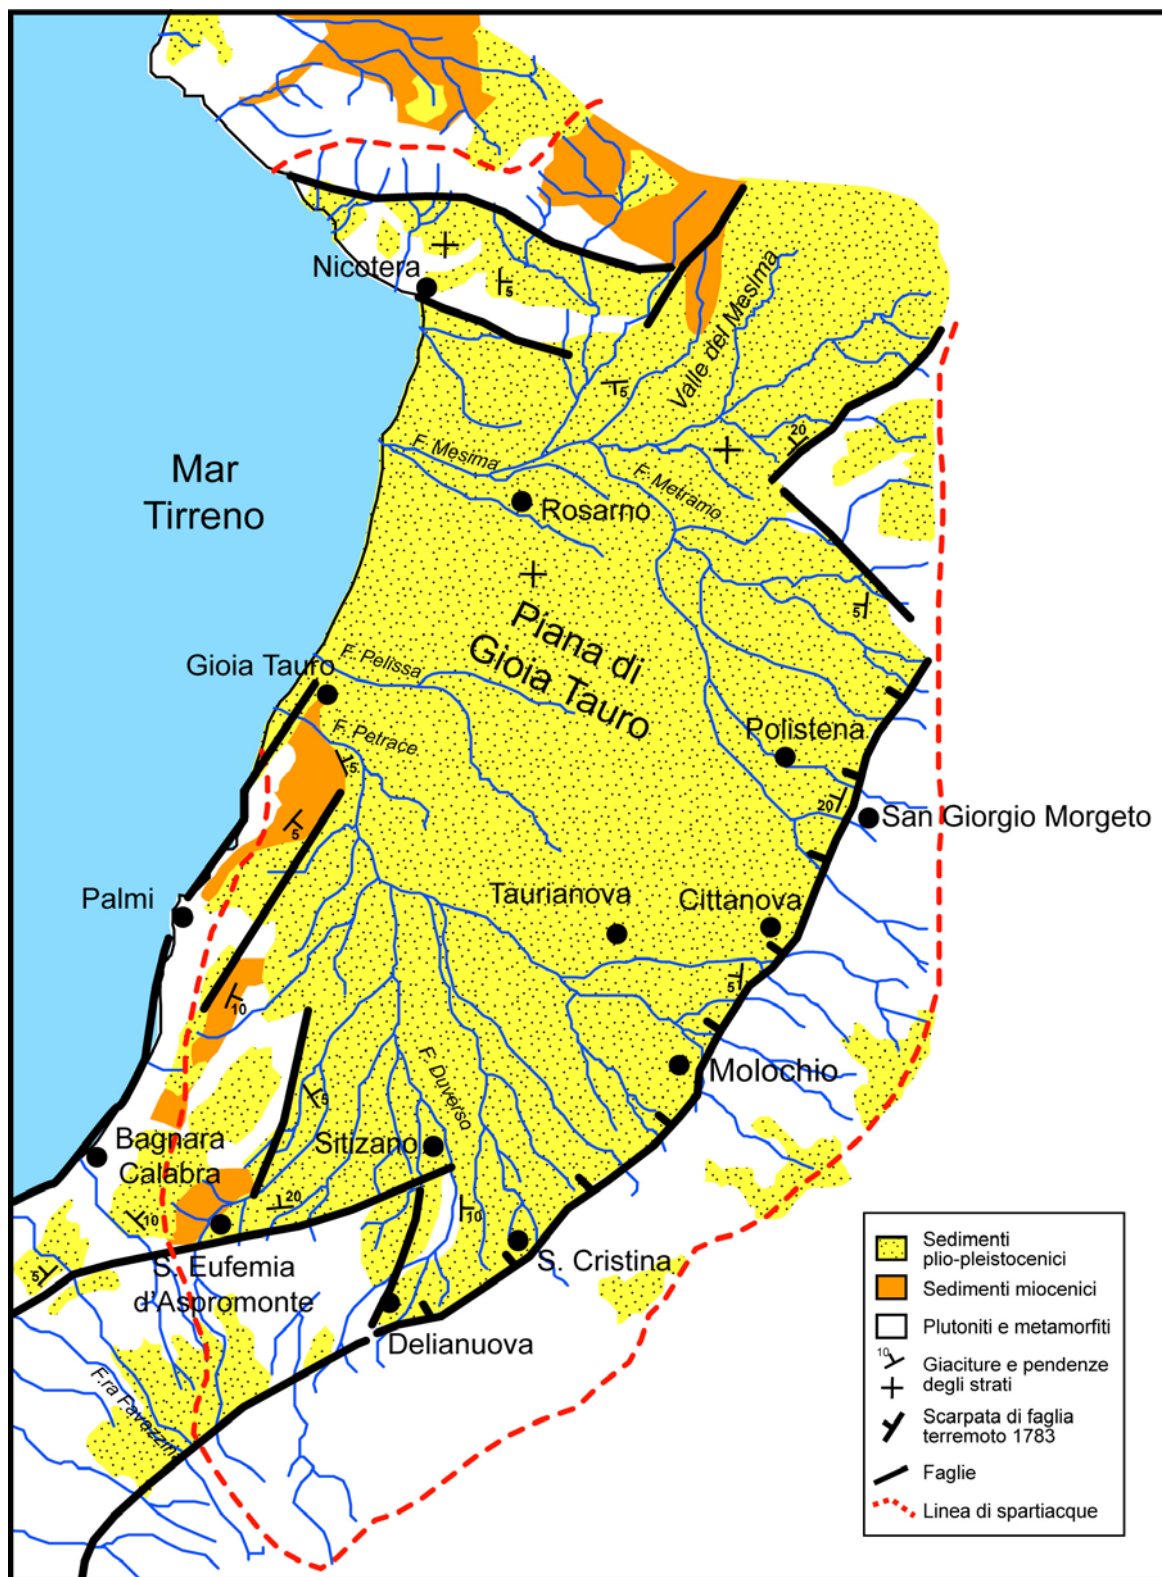 Nicotera
5
Valle del Mesima
5
20
F. Mesima
F. Metramo
Mar
Tirreno
Rosarno
5
Piana di
Gioia Tauro
Gioia Tauro
F. Pelissa
F. Petrace
5
Polistena
20
San Giorgio Morgeto
5
Palmi
Taurianova
Cittanova
5
10
Molochio
F. Duverso
5
Bagnara
Calabra
Sitizano
20
10
10
S. Cristina
5
S. Eufemia
d'Aspromonte
Delianuova
F.ra Favazzina
Sedimenti
plio-pleistocenici
Sedimenti miocenici
Plutoniti e metamorfiti
10
Giaciture e pendenze
degli strati
Scarpata di faglia
terremoto 1783
Faglie
Linea di spartiacque